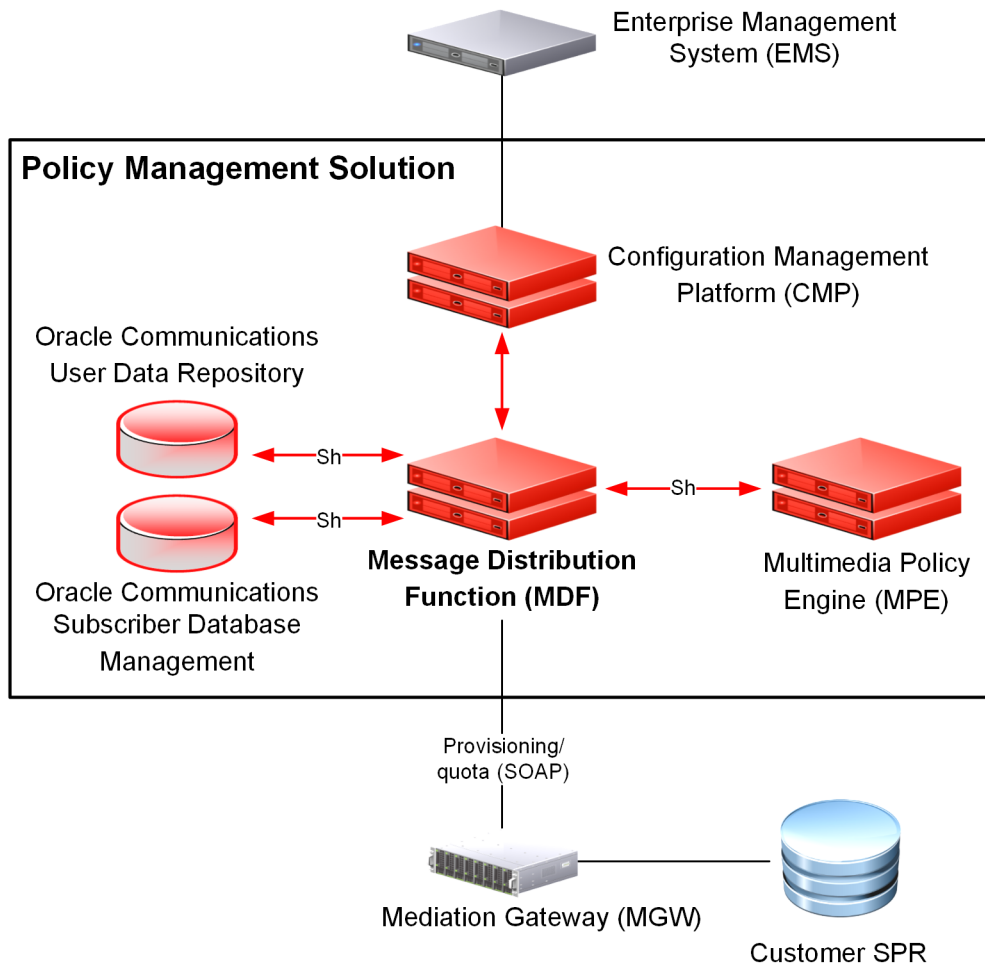 Enterprise Management
System (EMS)
Policy Management Solution
Configuration Management
Platform (CMP)
Oracle Communications
User Data Repository
Sh
Sh
Sh
Message Distribution
Function (MDF)
Multimedia Policy
Engine (MPE)
Oracle Communications
Subscriber Database
Management
Provisioning/
quota (SOAP)
Mediation Gateway (MGW)
Customer SPR